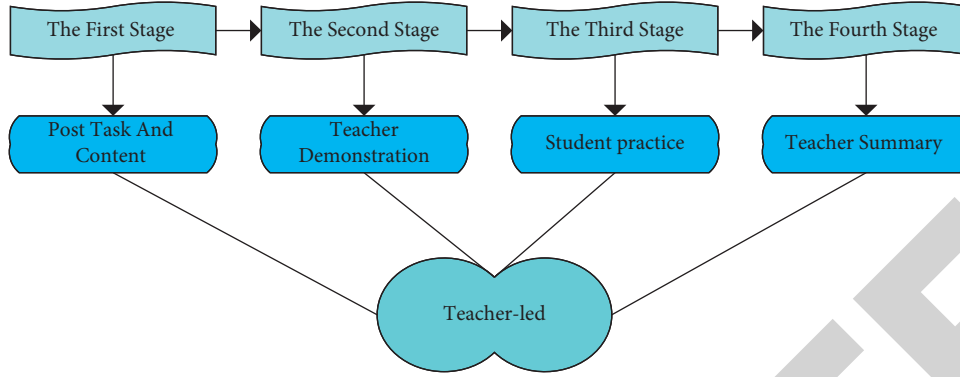 The First Stage
The Second Stage
The Third Stage
The Fourth Stage
Post Task And
Content
Teacher
Demonstration
Student practice
Teacher Summary
Teacher-led